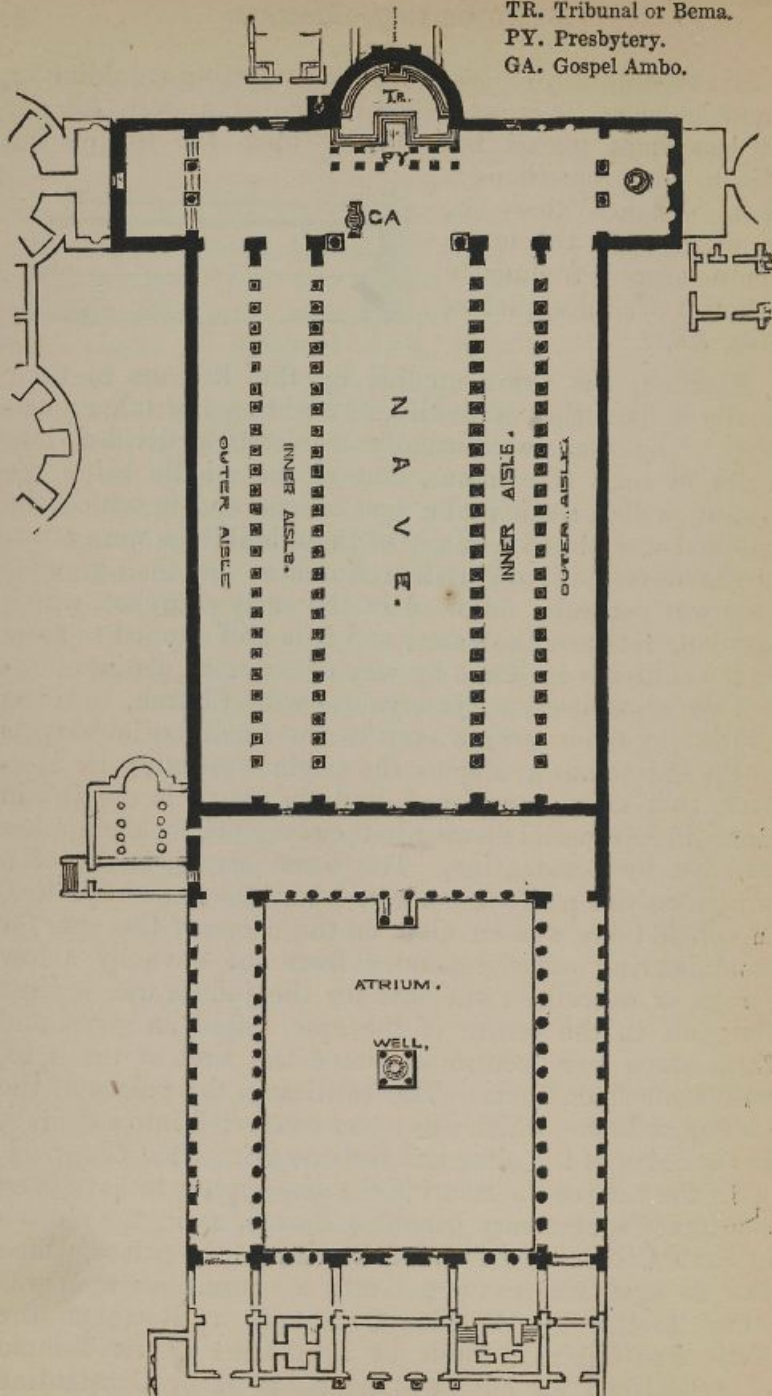 TR. Tribunal or Bema.
PY. Presbytery.
GA. Gospel Ambo.
TR.
PY
GA
NAVE.
OUTER AISLE
INNER AISLE.
INNER AISLE.
OUTER AISLE
ATRIUM.
WELL,